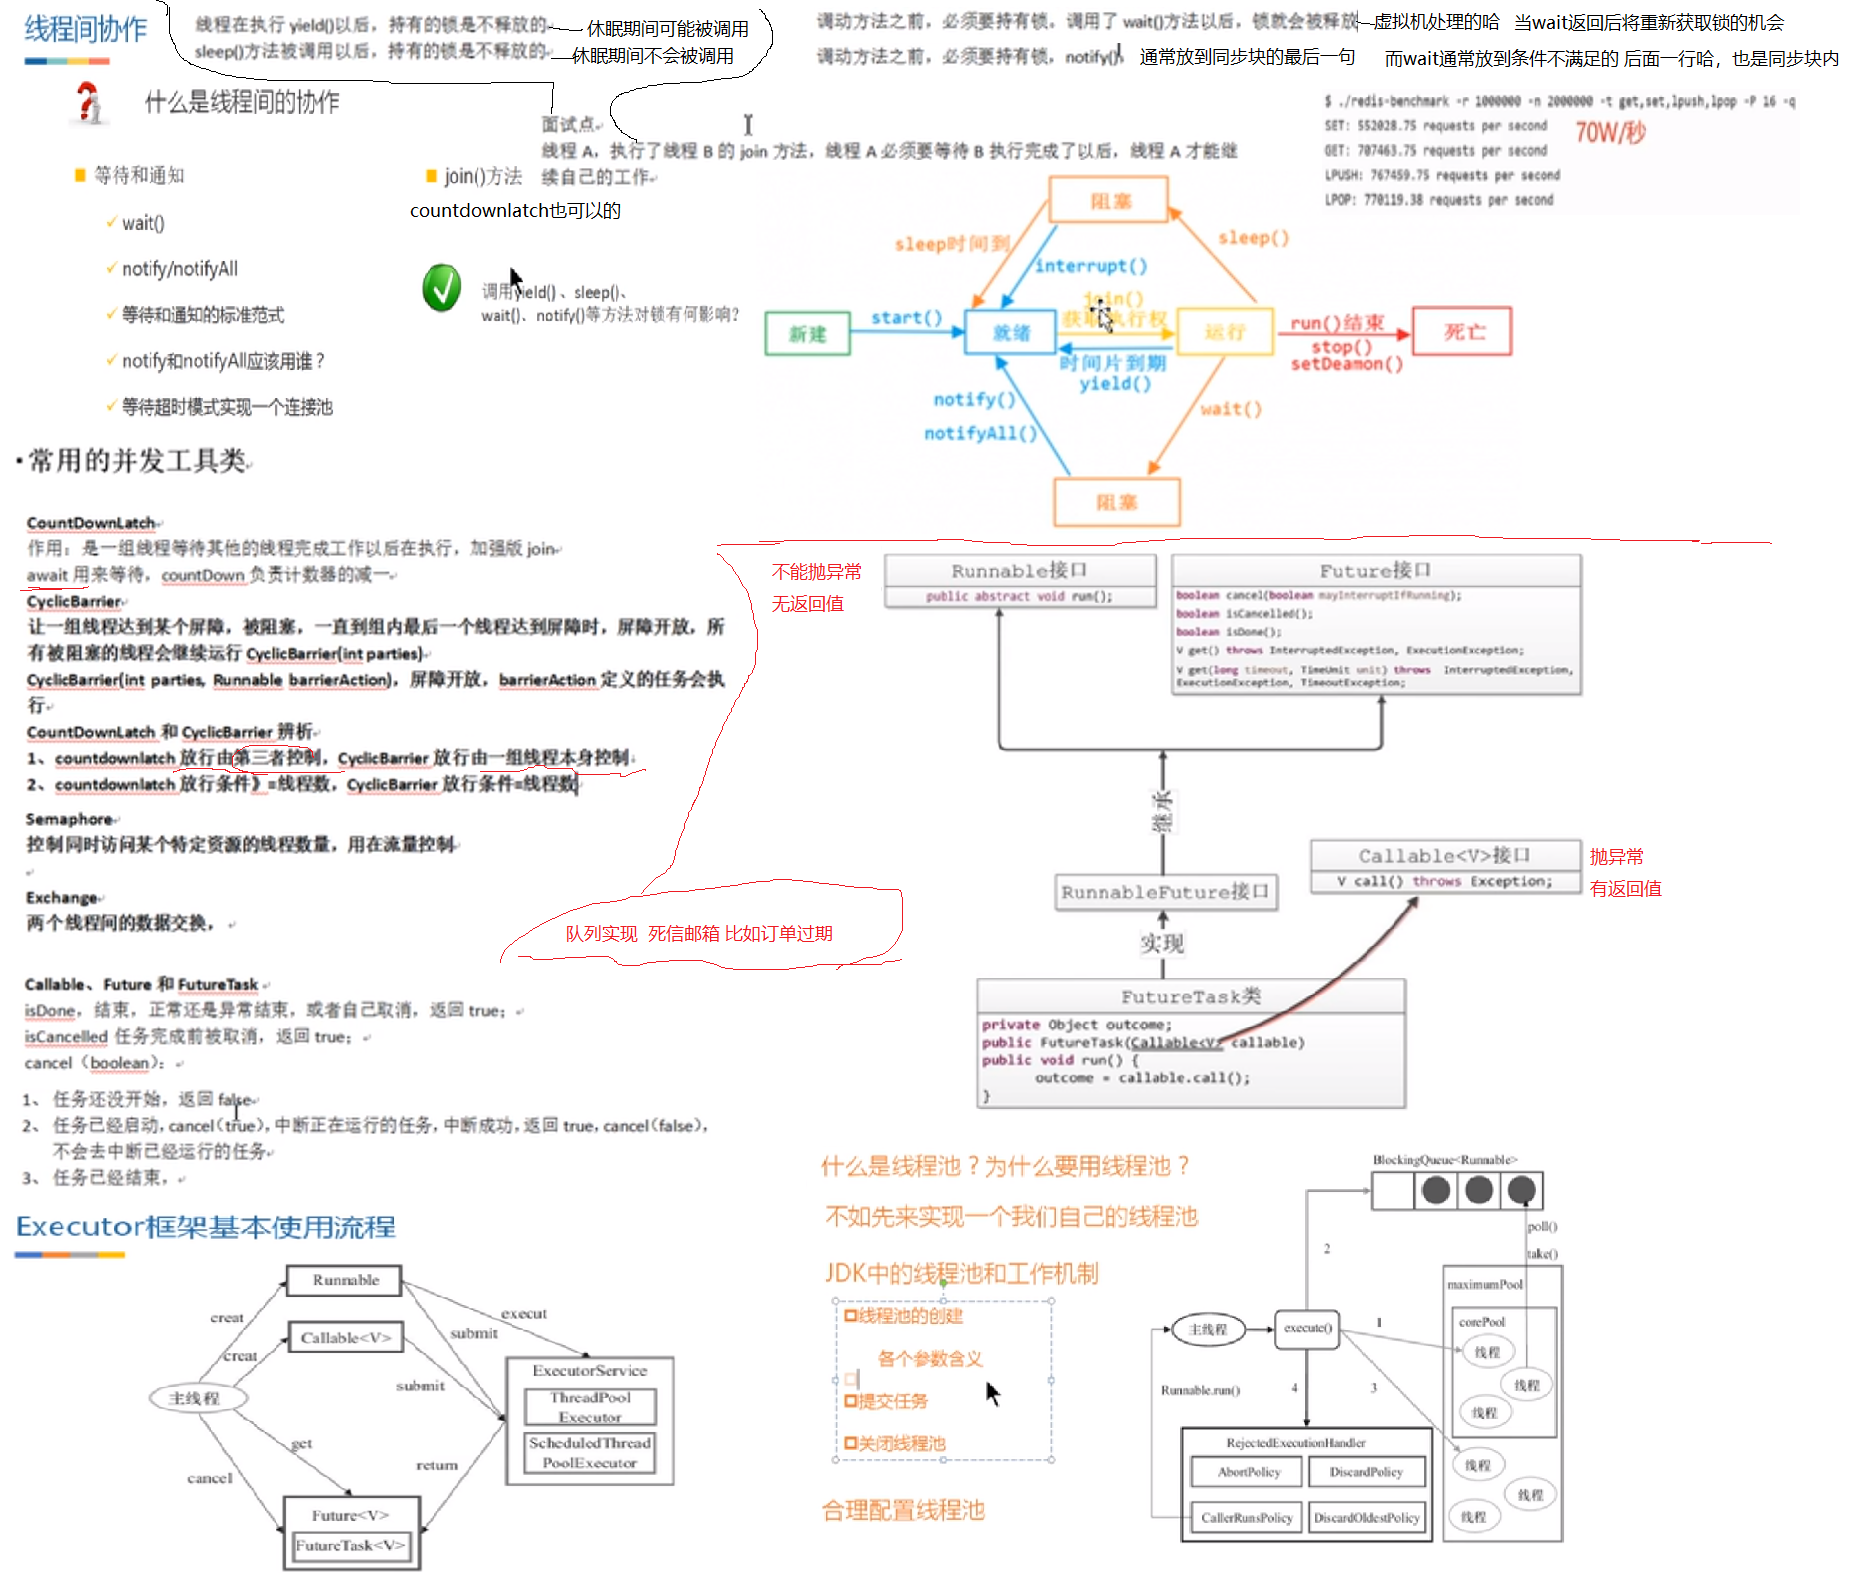 线程间协作
线程在执行 yield()以后，持有的锁是不释放的
休眠期间可能被调用
sleep()方法被调用以后，持有的锁是不释放的
休眠期间不会被调用
调动方法之前，必须要持有锁，调用了 wait()方法以后，锁就会被释放
虚拟机处理的哈 当wait返回后将重新获取锁的机会
调动方法之前，必须要持有锁，notify()
通常放到同步块的最后一句
而wait通常放到条件不满足的 后面一行哈，也是同步块内
什么是线程间的协作
面试点
线程 A，执行了线程 B 的 join 方法，线程 A 必须要等待 B 执行完成了以后，线程 A 才能继
续自己的工作
等待和通知
wait()
notify/notifyAll
等待和通知的标准范式
notify和notifyAll应该用谁？
等待超时模式实现一个连接池
join()方法
countdownlatch也可以的
调用yield() 、sleep()、
wait()、notify()等方法对锁有何影响？
$ ./redis-benchmark -r 1000000 -n 2000000 -t get,set,lpush,lpop -P 16 -q
SET: 552028.75 requests per second
70W/秒
GET: 707463.75 requests per second
LPUSH: 767459.75 requests per second
LPOP: 770119.38 requests per second
阻塞
sleep时间到
sleep()
interrupt()
join()
获取执行权
新建
start()
就绪
运行
run()结束
stop()
setDeamon()
死亡
时间片到期
yield()
notify()
notifyAll()
wait()
阻塞
·常用的并发工具类
CountDownLatch
作用：是一组线程等待其他的线程完成工作以后在执行，加强版 join
await 用来等待，countDown 负责计数器的减一
CyclicBarrier
让一组线程达到某个屏障，被阻塞，一直到组内最后一个线程达到屏障时，屏障开放，所
有被阻塞的线程会继续运行 CyclicBarrier(int parties)
CyclicBarrier(int parties, Runnable barrierAction)，屏障开放，barrierAction 定义的任务会执
行
CountDownLatch 和 CyclicBarrier 辨析
1、countdownlatch 放行由第三者控制，CyclicBarrier 放行由一组线程本身控制
2、countdownlatch 放行条件》=线程数，CyclicBarrier 放行条件=线程数
Semaphore
控制同时访问某个特定资源的线程数量，用在流量控制
Exchange
两个线程间的数据交换，
队列实现 死信邮箱 比如订单过期
不能抛异常
无返回值
Runnable接口
public abstract void run();
Future接口
boolean cancel(boolean mayInterruptIfRunning);
boolean isCancelled();
boolean isDone();
V get() throws InterruptedException, ExecutionException;
V get(long timeout, TimeUnit unit) throws InterruptedException,
ExecutionException, TimeoutException;
继承
RunnableFuture接口
实现
Callable<V>接口
V call() throws Exception;
抛异常
有返回值
FutureTask类
private Object outcome;
public FutureTask(Callable<V> callable)
public void run() {
outcome = callable.call();
}
Callable、Future 和 FutureTask
isDone，结束，正常还是异常结束，或者自己取消，返回 true；
isCancelled 任务完成前被取消，返回 true；
cancel（boolean）：
1、 任务还没开始，返回 false
2、 任务已经启动，cancel（true），中断正在运行的任务，中断成功，返回 true，cancel（false），
不会去中断已经运行的任务
3、 任务已经结束，
Executor框架基本使用流程
Runnable
creat
execut
submit
Callable<V>
creat
submit
主线程
ExecutorService
ThreadPool
Executor
ScheduledThread
PoolExecutor
get
cancel
return
Future<V>
FutureTask<V>
什么是线程池？为什么要用线程池？
不如先来实现一个我们自己的线程池
JDK中的线程池和工作机制
线程池的创建
各个参数含义
提交任务
关闭线程池
合理配置线程池
BlockingQueue<Runnable>
poll()
take()
2
maximumPool
corePool
主线程
execute()
1
线程
线程
线程
Runnable.run()
4
3
RejectedExecutionHandler
AbortPolicy
DiscardPolicy
CallerRunsPolicy
DiscardOldestPolicy
线程
线程
线程